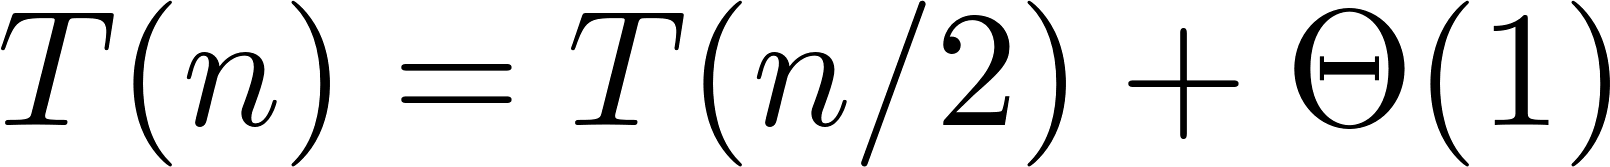 T(n) = T(n/2) + Θ(1)